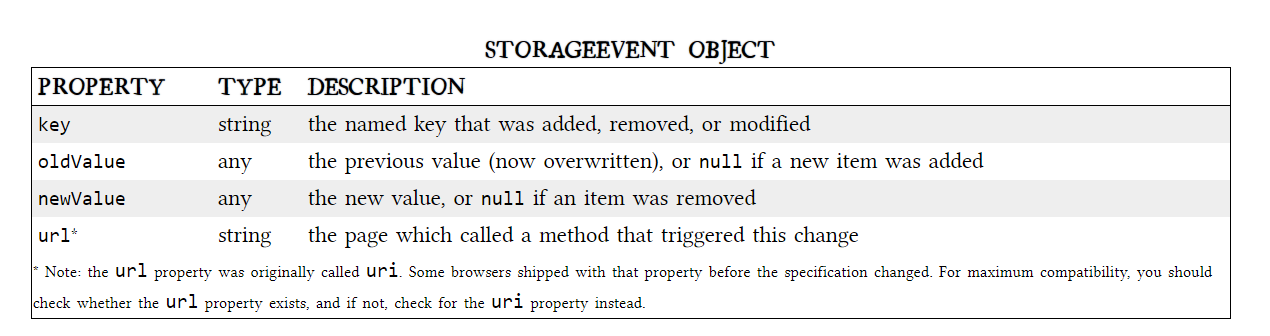 STORAGEEVENT OBJECT
PROPERTY TYPE DESCRIPTION
key string the named key that was added, removed, or modified
oldValue any the previous value (now overwritten), or null if a new item was added
newValue any the new value, or null if an item was removed
url* string the page which called a method that triggered this change
* Note: the url property was originally called uri. Some browsers shipped with that property before the specification changed. For maximum compatibility, you should
check whether the url property exists, and if not, check for the uri property instead.